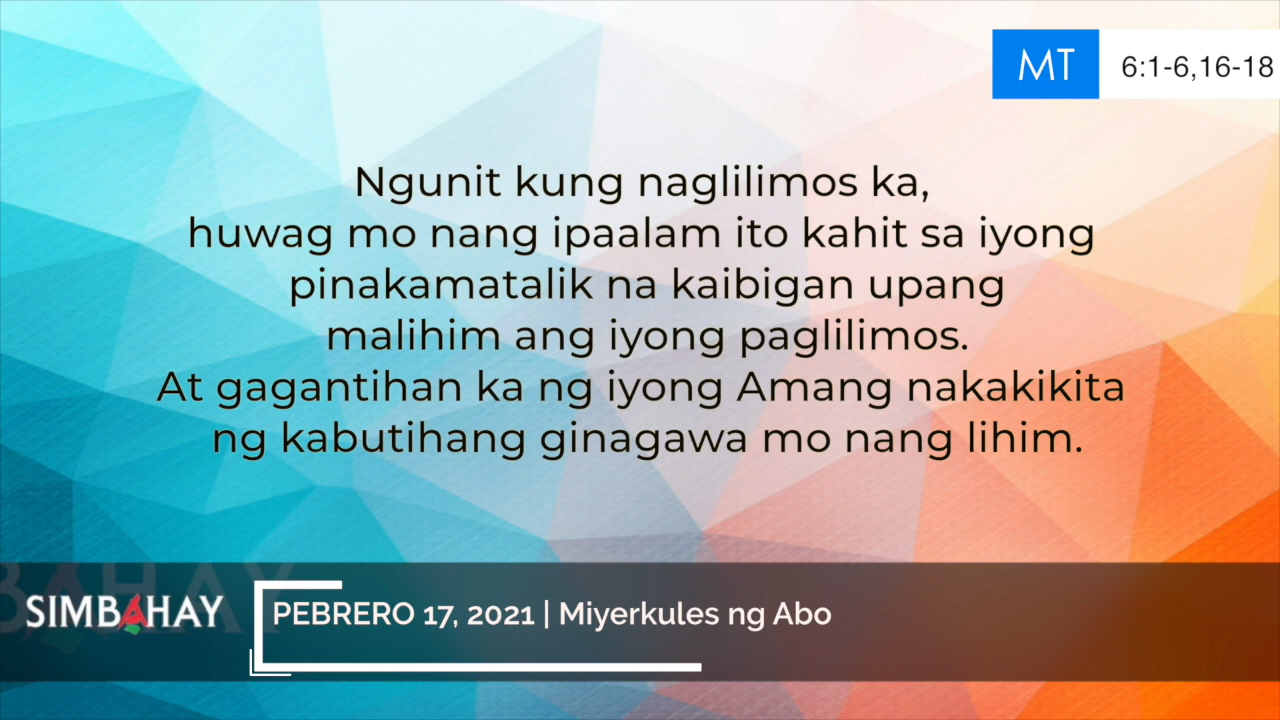 MT 6:1-6,16-18
Ngunit kung naglilimos ka,
huwag mo nang ipaalam ito kahit sa iyong
pinakamatalik na kaibigan upang
malihim ang iyong paglilimos.
At gagantihan ka ng iyong Amang nakakikita
ng kabutihang ginagawa mo nang lihim.
SIMBAHAY
PEBRERO 17, 2021 | Miyerkules ng Abo